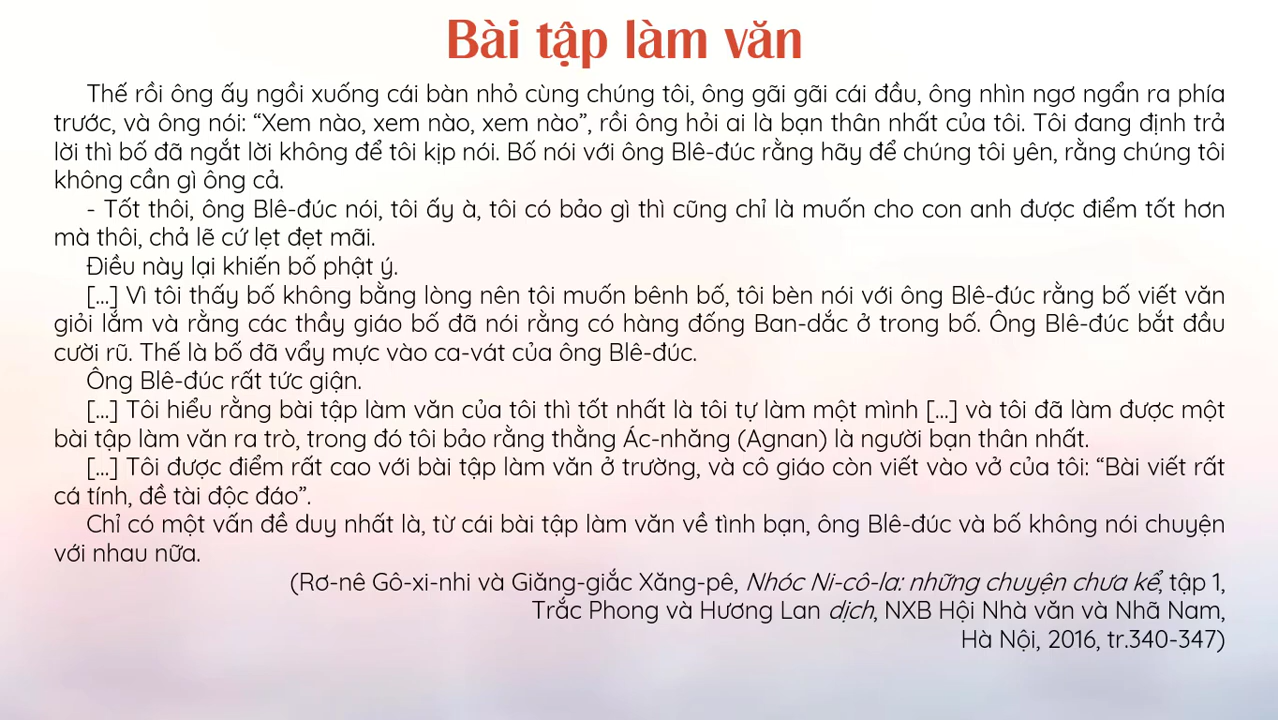 Bài tập làm văn
Thế rồi ông ấy ngồi xuống cái bàn nhỏ cùng chúng tôi, ông gãi gãi cái đầu, ông nhìn ngơ ngẩn ra phía
trước, và ông nói: “Xem nào, xem nào, xem nào”, rồi ông hỏi ai là bạn thân nhất của tôi. Tôi đang định trả
lời thì bố đã ngắt lời không để tôi kịp nói. Bố nói với ông Blê-đúc rằng hãy để chúng tôi yên, rằng chúng tôi
không cần gì ông cả.
- Tốt thôi, ông Blê-đúc nói, tôi ấy à, tôi có bảo gì thì cũng chỉ là muốn cho con anh được điểm tốt hơn
mà thôi, chả lẽ cứ lẹt đẹt mãi.
Điều này lại khiến bố phật ý.
[...] Vì tôi thấy bố không bằng lòng nên tôi muốn bênh bố, tôi bèn nói với ông Blê-đúc rằng bố viết văn
giỏi lắm và rằng các thầy giáo bố đã nói rằng có hàng đống Ban-dắc ở trong bố. Ông Blê-đúc bắt đầu
cười rũ. Thế là bố đã vẩy mực vào ca-vát của ông Blê-đúc.
Ông Blê-đúc rất tức giận.
[...] Tôi hiểu rằng bài tập làm văn của tôi thì tốt nhất là tôi tự làm một mình [...] và tôi đã làm được một
bài tập làm văn ra trò, trong đó tôi bảo rằng thằng Ác-nhăng (Agnan) là người bạn thân nhất.
[...] Tôi được điểm rất cao với bài tập làm văn ở trường, và cô giáo còn viết vào vở của tôi: “Bài viết rất
cá tính, đề tài độc đáo”.
Chỉ có một vấn đề duy nhất là, từ cái bài tập làm văn về tình bạn, ông Blê-đúc và bố không nói chuyện
với nhau nữa.
(Rơ-nê Gô-xi-nhi và Giăng-giắc Xăng-pê, Nhóc Ni-cô-la: những chuyện chưa kể, tập 1,
Trắc Phong và Hương Lan dịch, NXB Hội Nhà văn và Nhã Nam,
Hà Nội, 2016, tr.340-347)